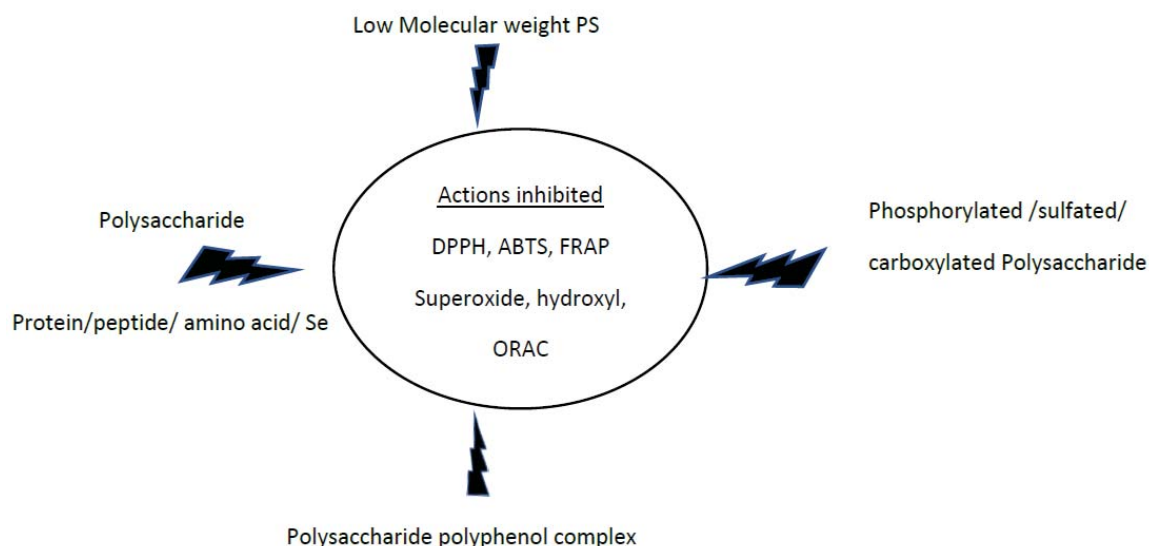 Low Molecular weight PS
Actions inhibited
DPPH, ABTS, FRAP
Superoxide, hydroxyl,
ORAC
Polysaccharide
Protein/peptide/ amino acid/ Se
Phosphorylated /sulfated/
carboxylated Polysaccharide
Polysaccharide polyphenol complex